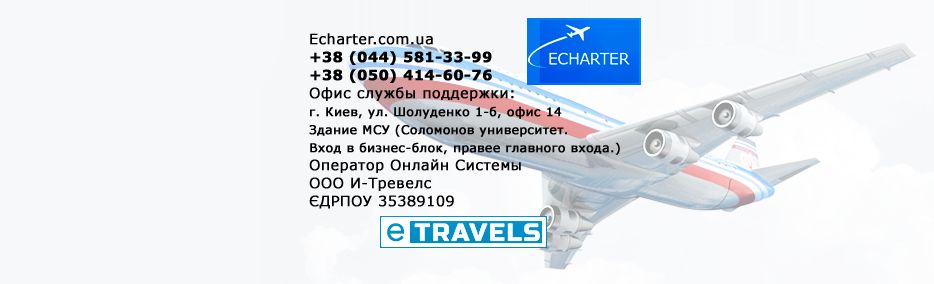 Echarter.com.ua
+38 (044) 581-33-99
+38 (050) 414-60-76
Офис службы поддержки:
г. Киев, ул. Шолуденко 1-б, офис 14
Здание МСУ (Соломонов университет.
Вход в бизнес-блок, правее главного входа.)
Оператор Онлайн Системы
ООО И-Тревелс
ЄДРПОУ 35389109
ECHARTER
e TRAVELS